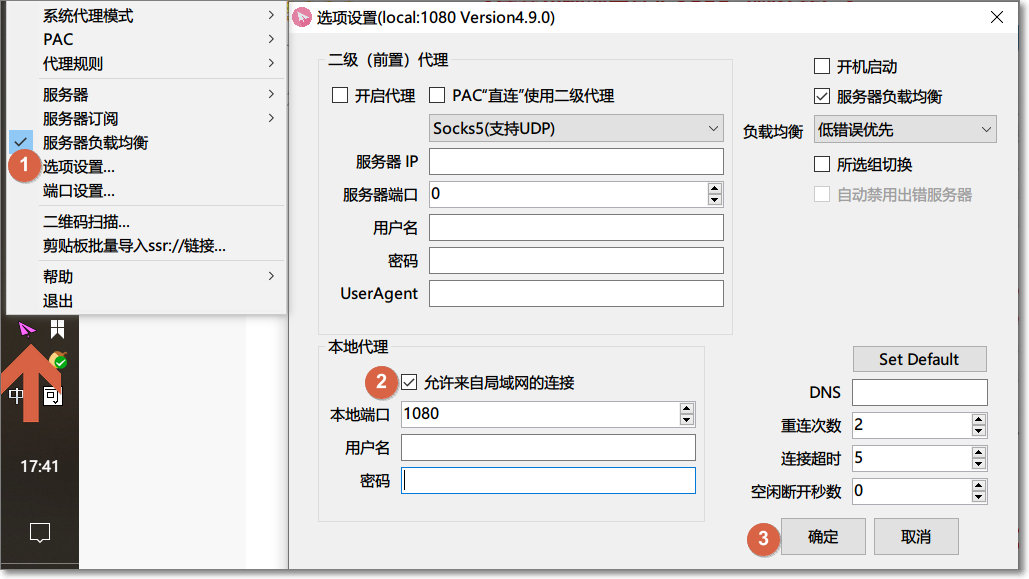 系统代理模式
PAC
代理规则
服务器
服务器订阅
服务器负载均衡
1
选项设置...
端口设置...
二维码扫描...
剪贴板批量导入ssr://链接...
帮助
退出
中
17:41
选项设置(local:1080 Version4.9.0)
二级（前置）代理
开启代理
PAC“直连”使用二级代理
Socks5(支持UDP)
服务器 IP
服务器端口
0
用户名
密码
UserAgent
开机启动
服务器负载均衡
负载均衡
低错误优先
所选组切换
自动禁用出错服务器
本地代理
2
允许来自局域网的连接
本地端口
1080
用户名
密码
Set Default
DNS
重连次数
2
连接超时
5
空闲断开秒数
0
3
确定
取消